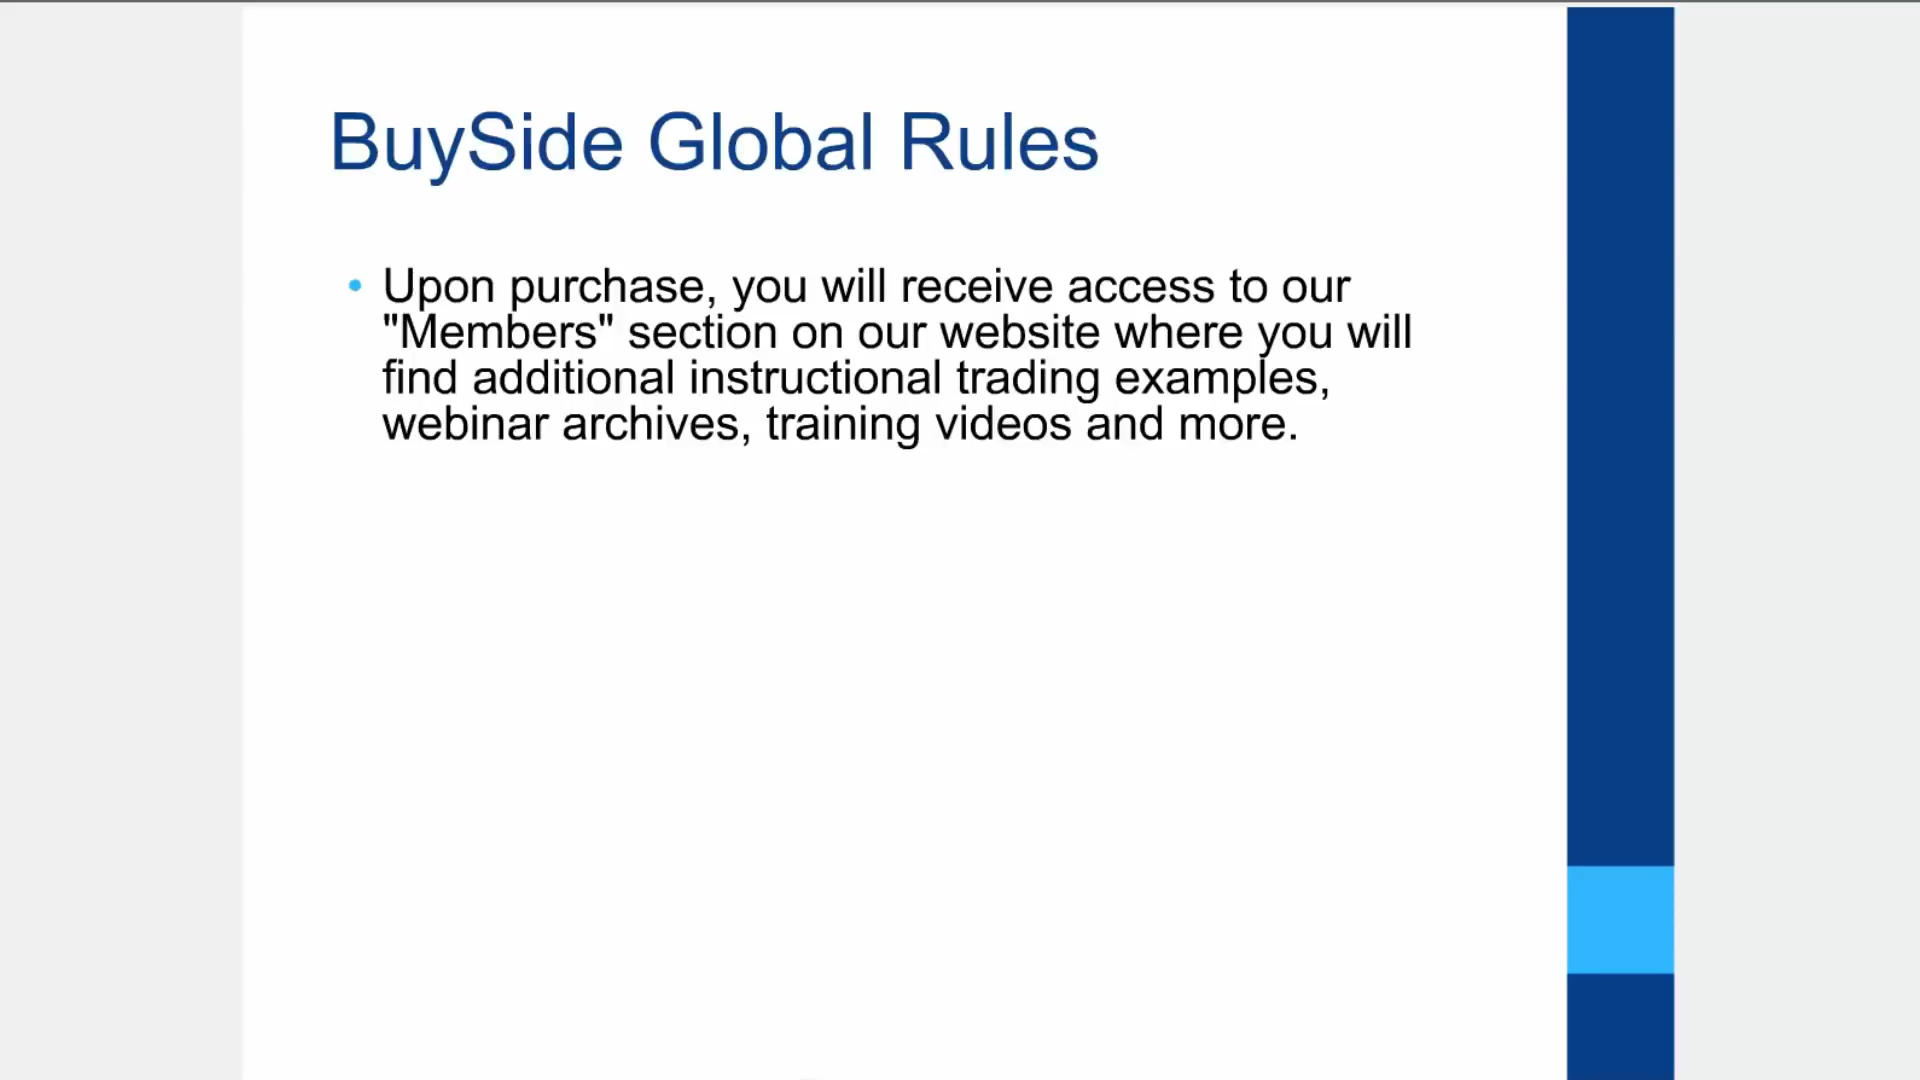 BuySide Global Rules
• Upon purchase, you will receive access to our
"Members" section on our website where you will
find additional instructional trading examples,
webinar archives, training videos and more.